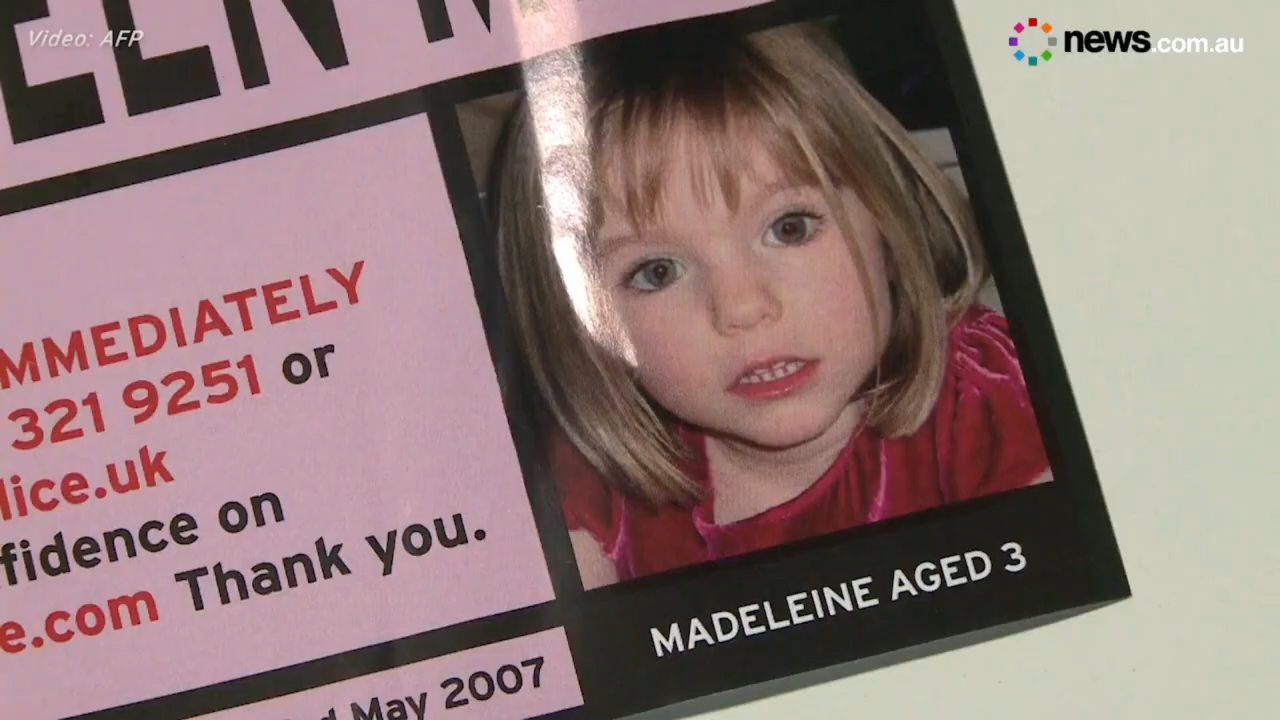 Video: AFP
news.com.au
EEN
MMEDIATELY
321 9251 or
lice.uk
fidence on
e.com Thank you.
MADELEINE AGED 3
May 2007